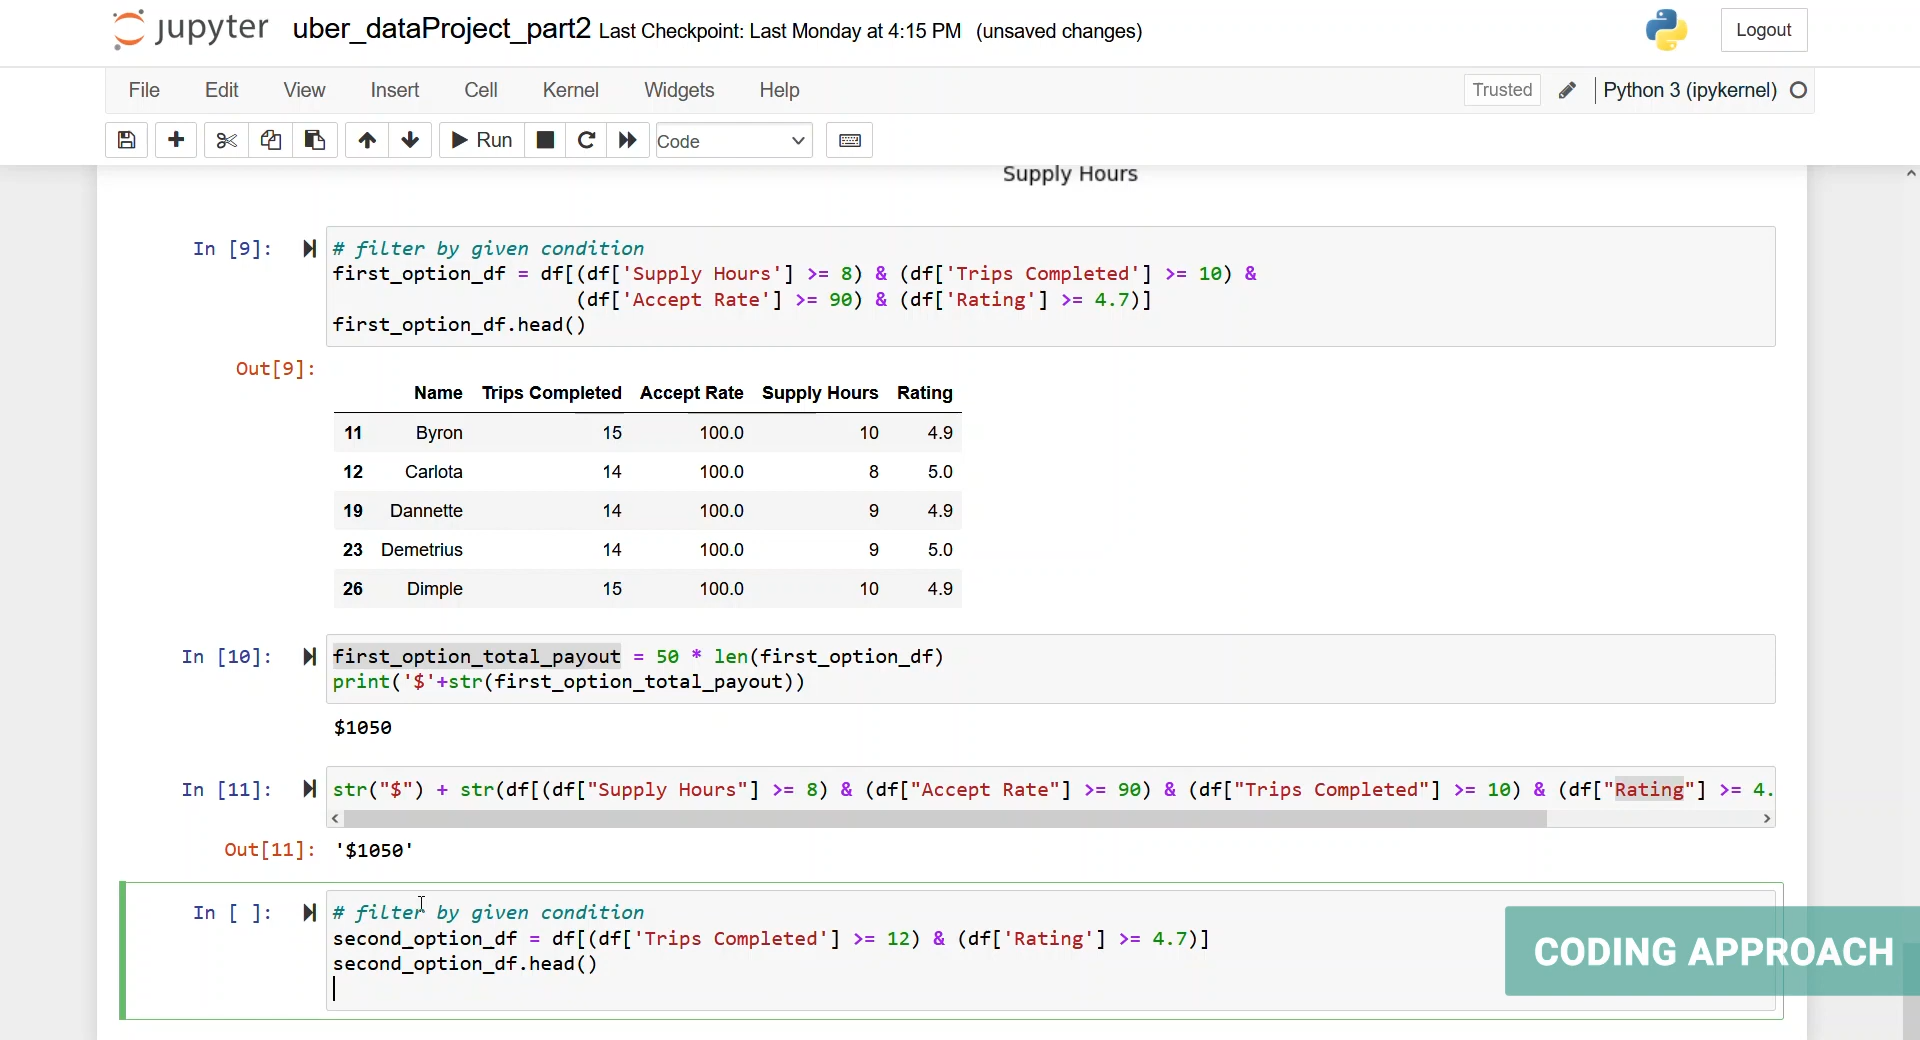 jupyter uber_dataProject_part2 Last Checkpoint: Last Monday at 4:15 PM (unsaved changes) Logout
File Edit View Insert Cell Kernel Widgets Help Trusted Python 3 (ipykernel)
Run Code
Supply Hours
In [9]: # filter by given condition
first_option_df = df[(df['Supply Hours'] >= 8) & (df['Trips Completed'] >= 10) &
(df['Accept Rate'] >= 90) & (df['Rating'] >= 4.7)]
first_option_df.head()
Out[9]:
Name Trips Completed Accept Rate Supply Hours Rating
11 Byron 15 100.0 10 4.9
12 Carlota 14 100.0 8 5.0
19 Dannette 14 100.0 9 4.9
23 Demetrius 14 100.0 9 5.0
26 Dimple 15 100.0 10 4.9
In [10]: first_option_total_payout = 50 * len(first_option_df)
print('$'+str(first_option_total_payout))
$1050
In [11]: str("$") + str(df[(df["Supply Hours"] >= 8) & (df["Accept Rate"] >= 90) & (df["Trips Completed"] >= 10) & (df["Rating"] >= 4.
Out[11]: '$1050'
In [ ]: # filter by given condition
second_option_df = df[(df['Trips Completed'] >= 12) & (df['Rating'] >= 4.7)]
second_option_df.head()
CODING APPROACH